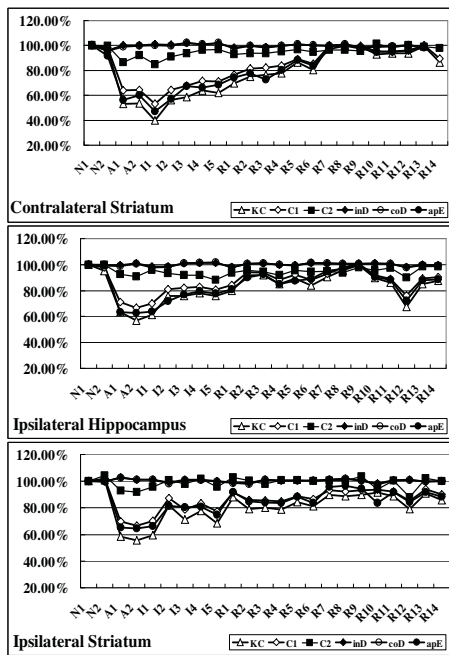 120.00%
100.00%
80.00%
60.00%
40.00%
20.00%
N1 N2 A1 A2 I1 I2 I3 I4 I5 R1 R2 R3 R4 R5 R6 R7 R8 R9 R10 R11 R12 R13 R14
Contralateral Striatum
KC C1 C2 inD coD apE
120.00%
100.00%
80.00%
60.00%
40.00%
20.00%
N1 N2 A1 A2 I1 I2 I3 I4 I5 R1 R2 R3 R4 R5 R6 R7 R8 R9 R10 R11 R12 R13 R14
Ipsilateral Hippocampus
KC C1 C2 inD coD apE
120.00%
100.00%
80.00%
60.00%
40.00%
20.00%
N1 N2 A1 A2 I1 I2 I3 I4 I5 R1 R2 R3 R4 R5 R6 R7 R8 R9 R10 R11 R12 R13 R14
Ipsilateral Striatum
KC C1 C2 inD coD apE